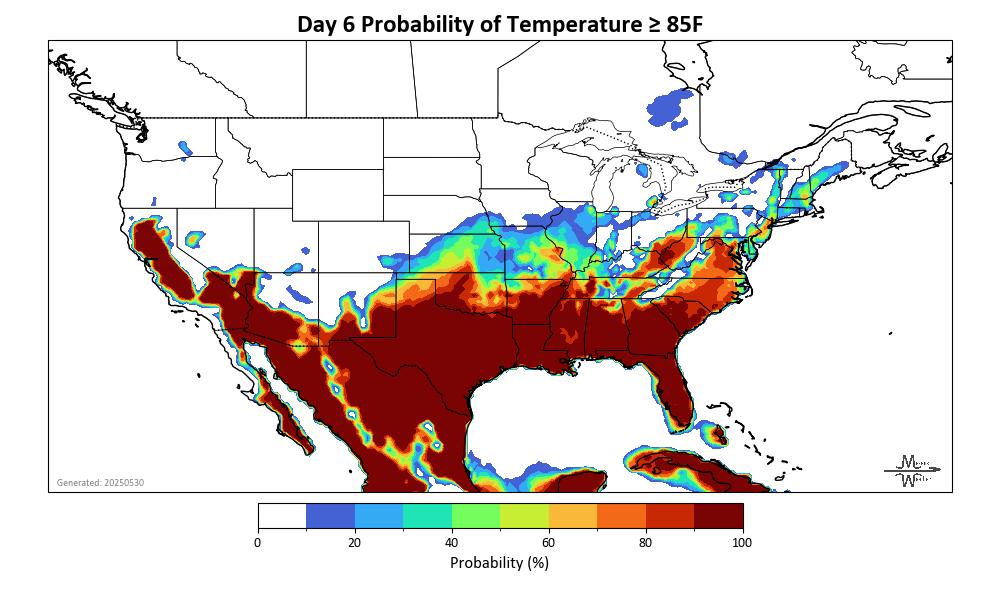 Day 6 Probability of Temperature ≥ 85F
Generated: 20250530
0 20 40 60 80 100
Probability (%)